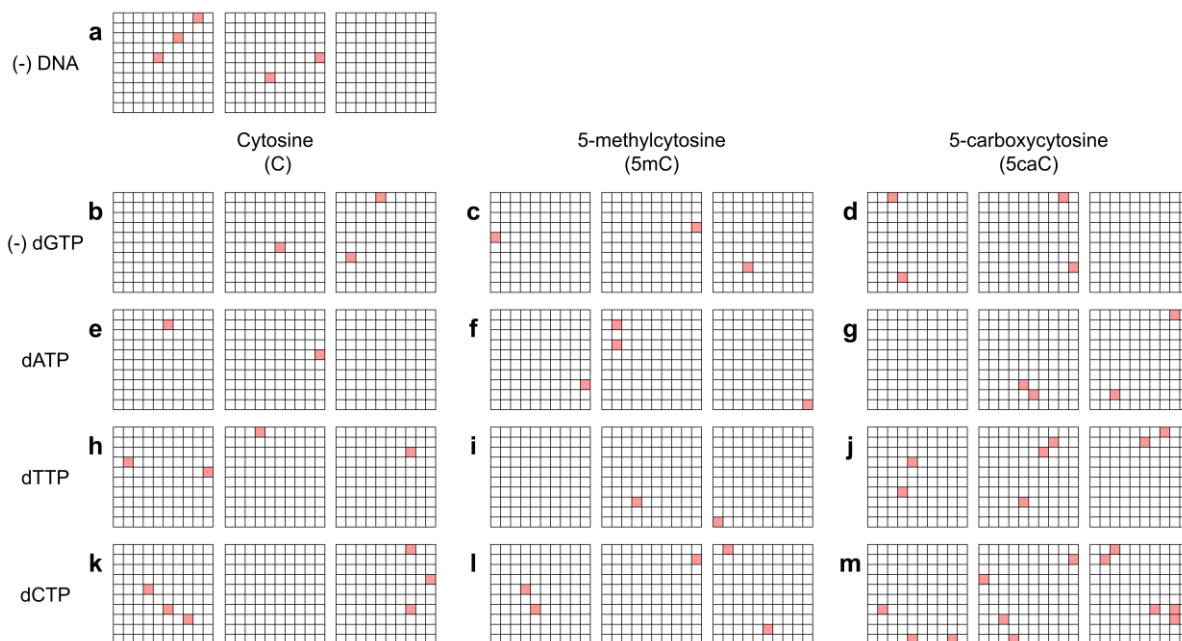 a
(-) DNA
Cytosine
(C)
5-methylcytosine
(5mC)
5-carboxycytosine
(5caC)
b
c
d
(-) dGTP
e
f
g
dATP
h
i
j
dTTP
k
l
m
dCTP